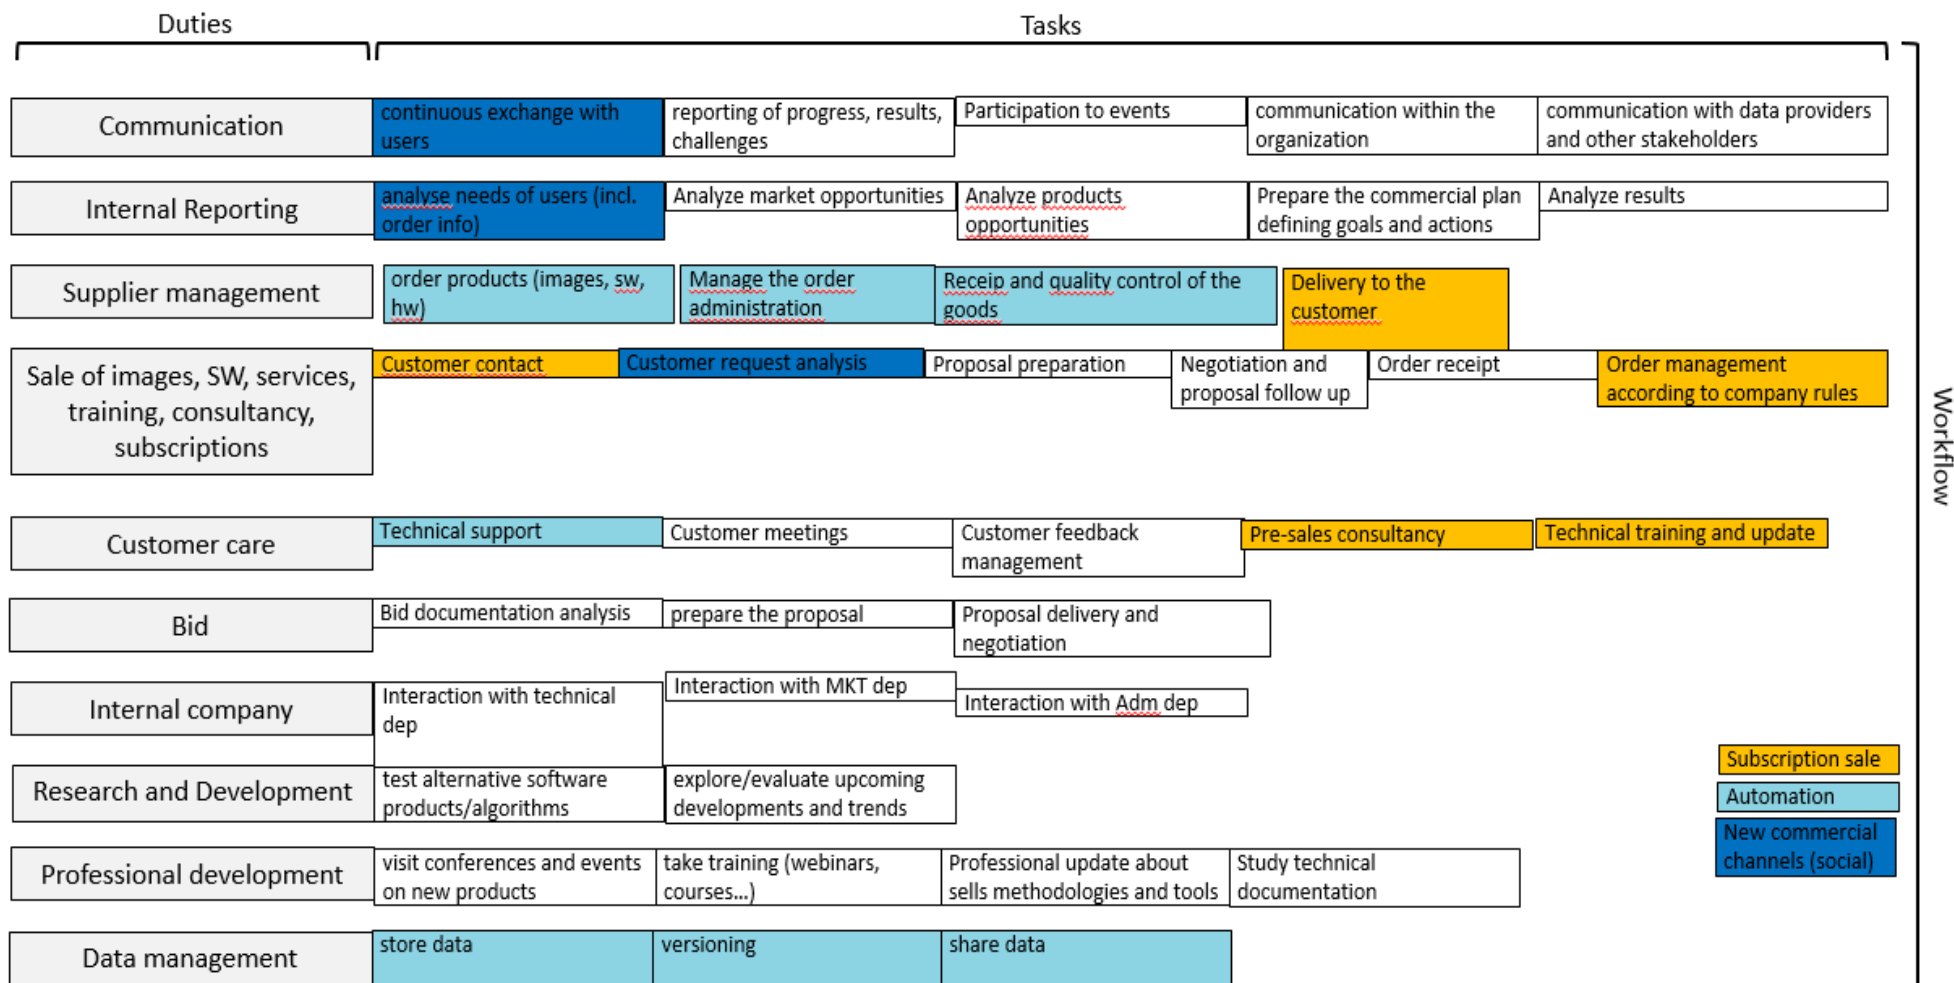 Duties
Tasks
Communication
continuous exchange with
users
reporting of progress, results,
challenges
Participation to events
communication within the
organization
communication with data providers
and other stakeholders
Internal Reporting
analyse needs of users (incl.
order info)
Analyze market opportunities
Analyze products
opportunities
Prepare the commercial plan
defining goals and actions
Analyze results
Supplier management
order products (images, sw,
hw)
Manage the order
administration
Receip and quality control of the
goods
Delivery to the
customer
Sale of images, SW, services,
training, consultancy,
subscriptions
Customer contact
Customer request analysis
Proposal preparation
Negotiation and
proposal follow up
Order receipt
Order management
according to company rules
Workflow
Customer care
Technical support
Customer meetings
Customer feedback
management
Pre-sales consultancy
Technical training and update
Bid
Bid documentation analysis
prepare the proposal
Proposal delivery and
negotiation
Internal company
Interaction with technical
dep
Interaction with MKT dep
Interaction with Adm dep
Research and Development
test alternative software
products/algorithms
explore/evaluate upcoming
developments and trends
Subscription sale
Automation
New commercial
channels (social)
Professional development
visit conferences and events
on new products
take training (webinars,
courses...)
Professional update about
sells methodologies and tools
Study technical
documentation
Data management
store data
versioning
share data